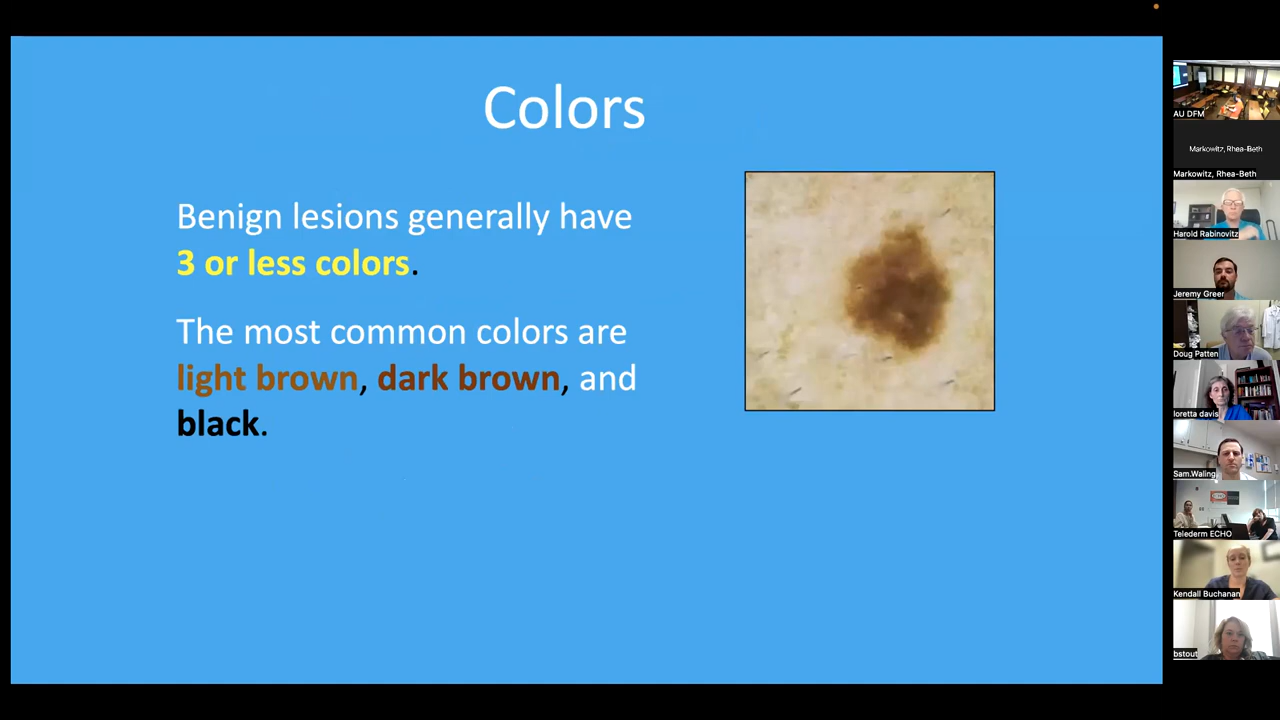 Colors
Benign lesions generally have
3 or less colors.
The most common colors are
light brown, dark brown, and
black.
AU DFM
Markowitz, Rhea-Beth
Markowitz, Rhea-Beth
Harold Rabinovitz
Jeremy Greer
Doug Patten
loretta davis
Sam.Waling
Telederm ECHO
Kendall Buchanan
bstout